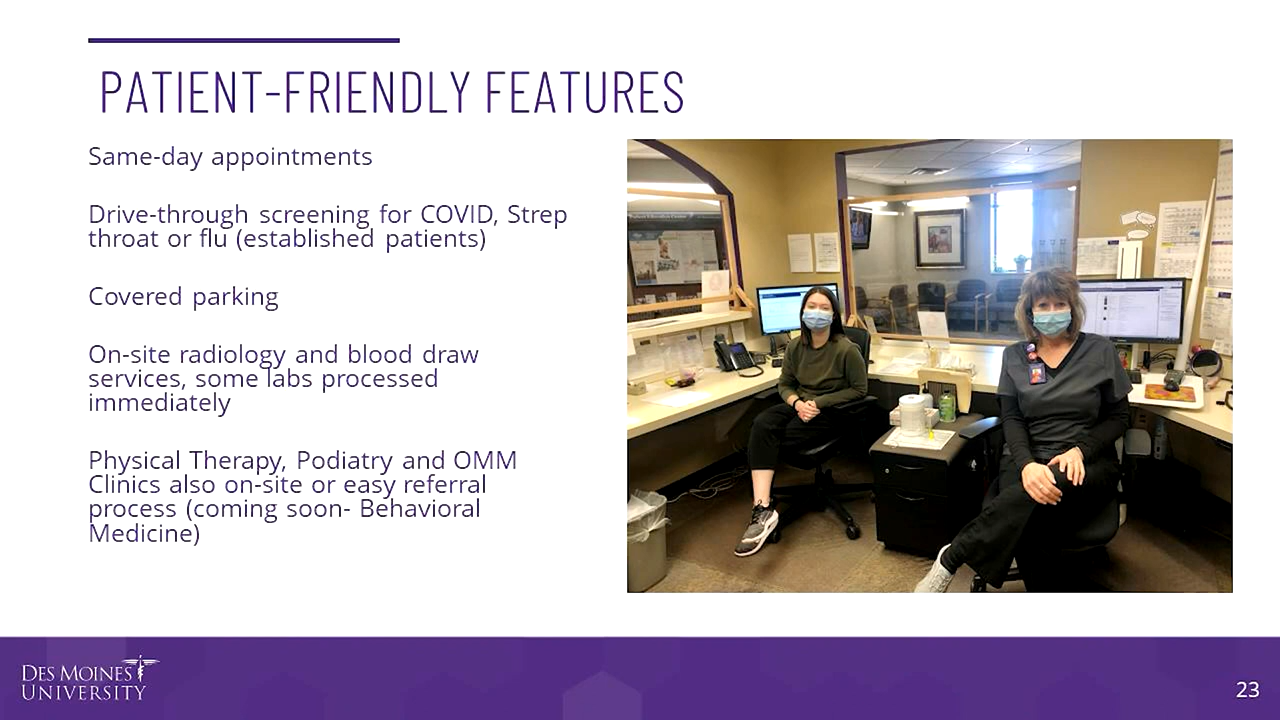 PATIENT-FRIENDLY FEATURES
Same-day appointments
Drive-through screening for COVID, Strep
throat or flu (established patients)
Covered parking
On-site radiology and blood draw
services, some labs processed
immediately
Physical Therapy, Podiatry and OMM
Clinics also on-site or easy referral
process (coming soon- Behavioral
Medicine)
DES MOINES
UNIVERSITY
23